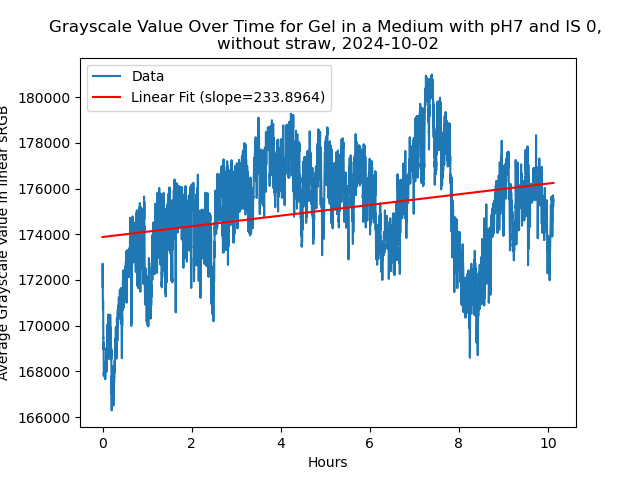 Grayscale Value Over Time for Gel in a Medium with pH7 and IS 0,
without straw, 2024-10-02
Data
Linear Fit (slope=233.8964)
Average Grayscale Value in linear sRGB
180000
178000
176000
174000
172000
170000
168000
166000
0 2 4 6 8 10
Hours